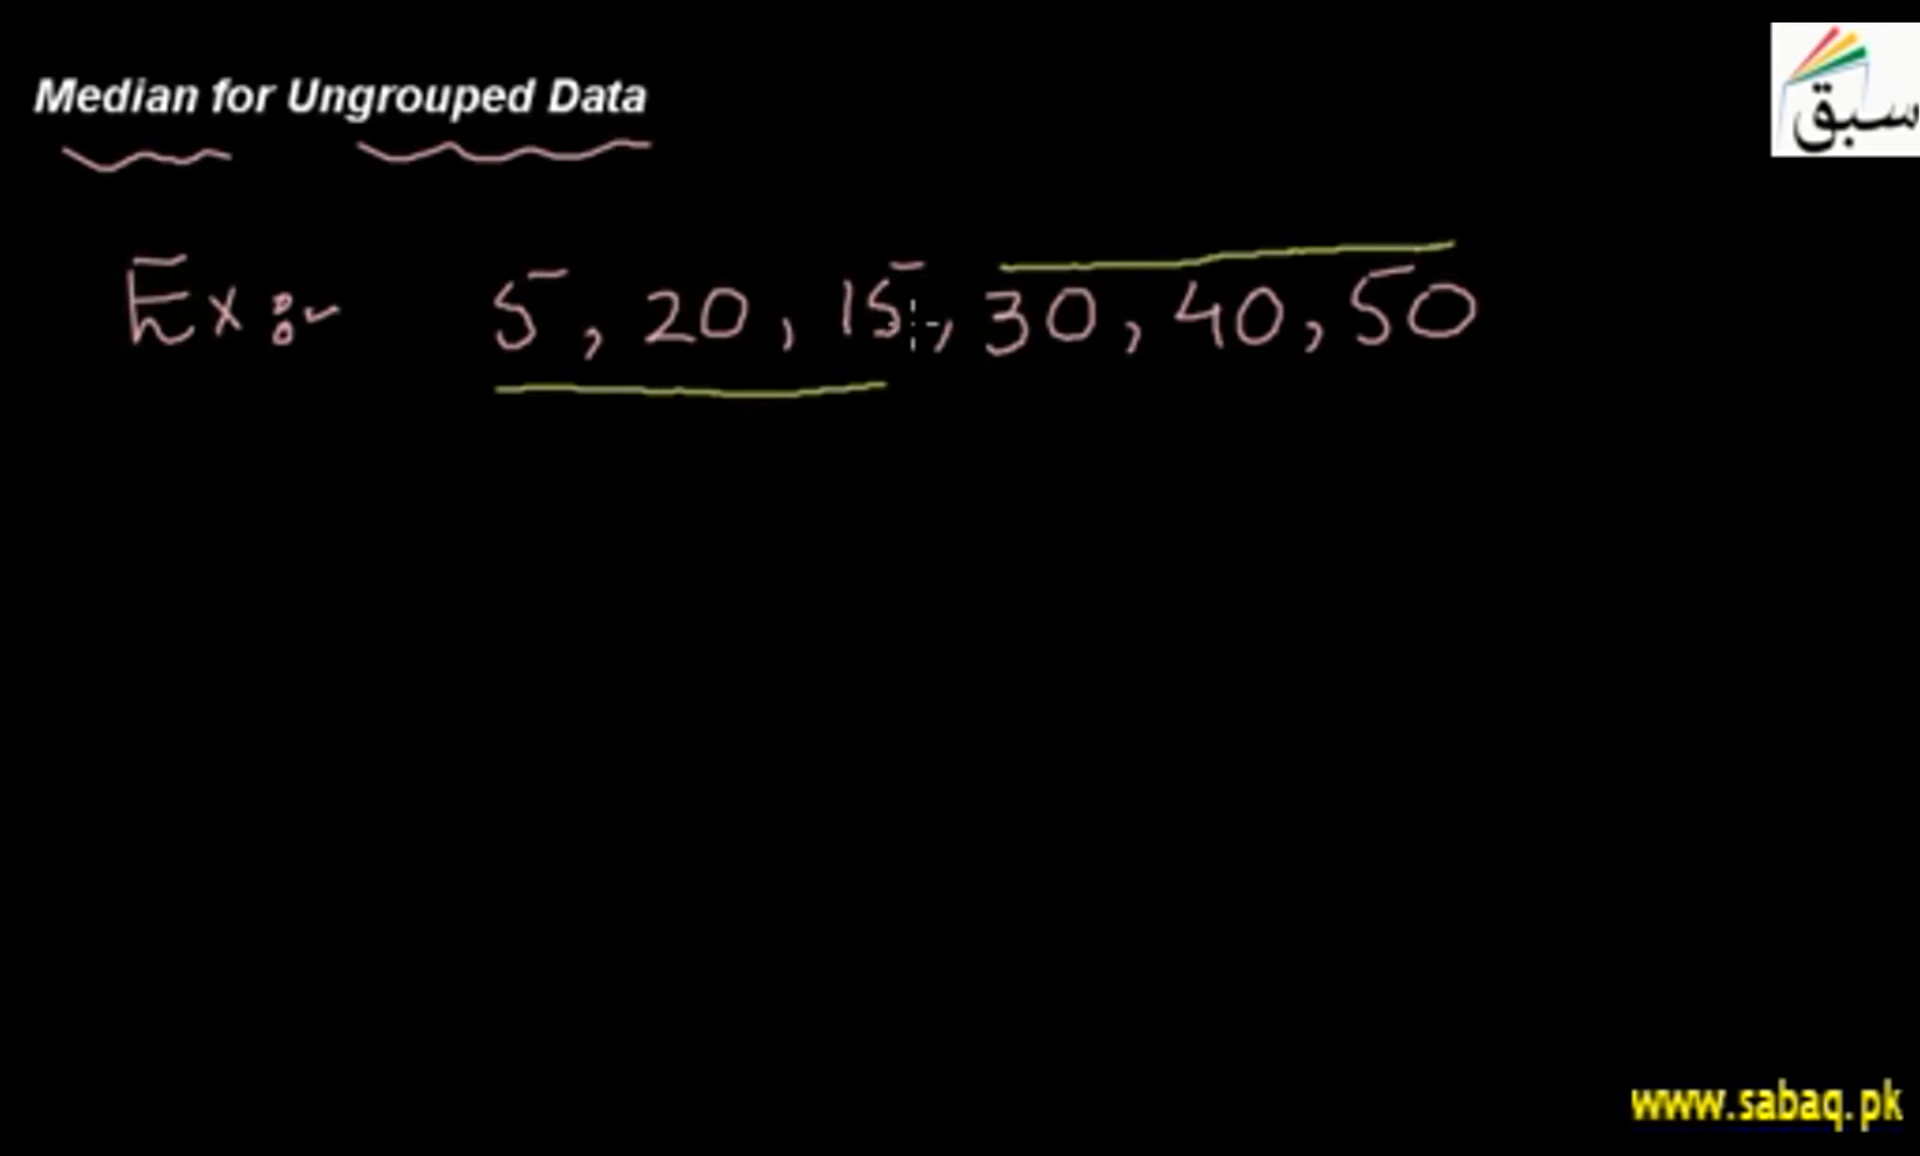 سبق
Median for Ungrouped Data
Ex:- 5, 20, 15, 30, 40, 50
www.sabaq.pk